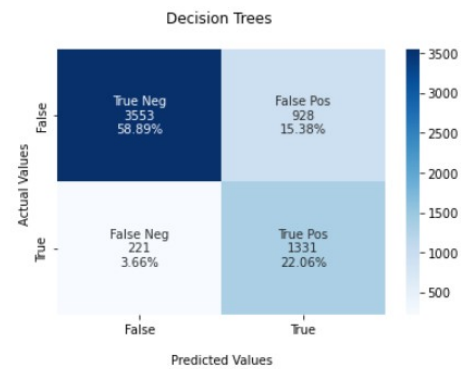 Decision Trees
True Neg
3553
58.89%
False Pos
928
15.38%
False Neg
221
3.66%
True Pos
1331
22.06%
Actual Values
False
True
False
True
Predicted Values
3500
3000
2500
2000
1500
1000
500